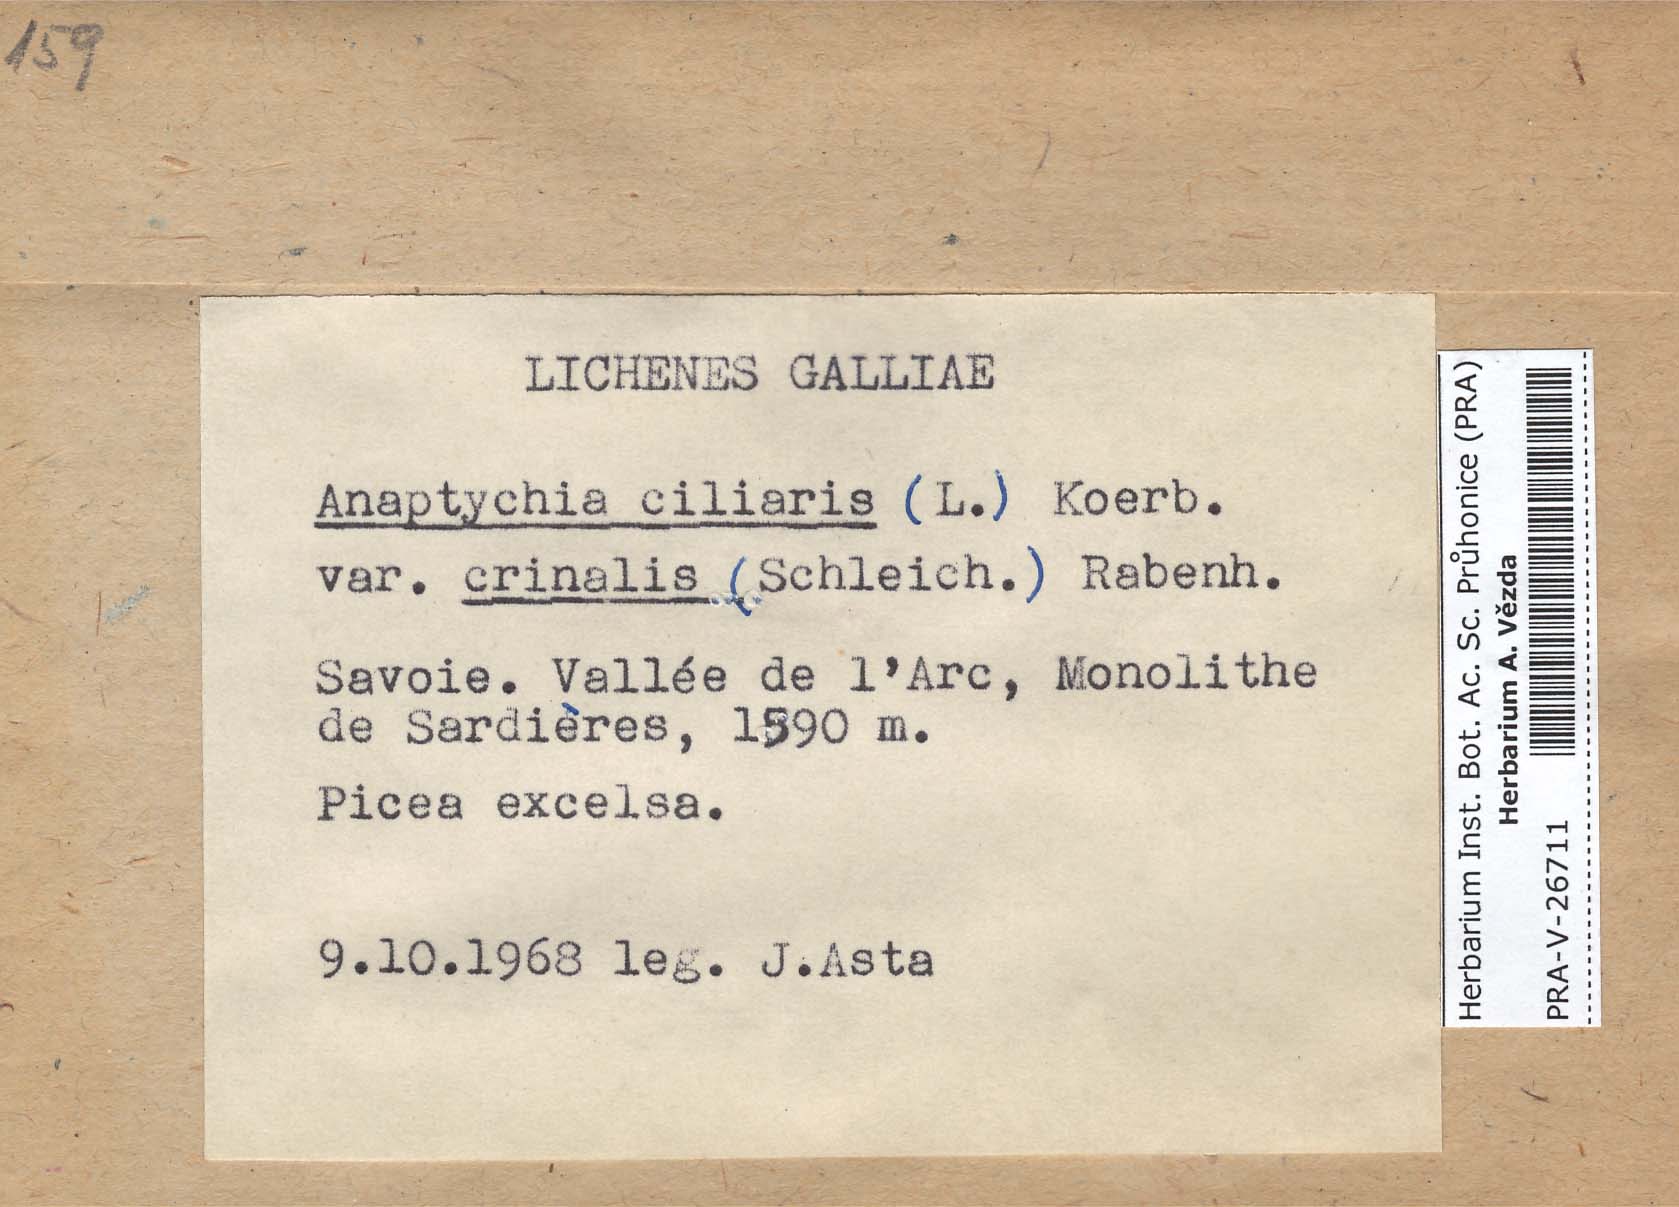 159
LICHENES GALLIAE
Anaptychia ciliaris (L.) Koerb.
var. crinalis (Schleich.) Rabenh.
Savoie. Vallée de l'Arc, Monolithe
de Sardières, 1590 m.
Picea excelsa.
9.10.1968 leg. J.Asta
Herbarium Inst. Bot. Ac. Sc. Průhonice (PRA)
Herbarium A. Vězda
PRA-V-26711